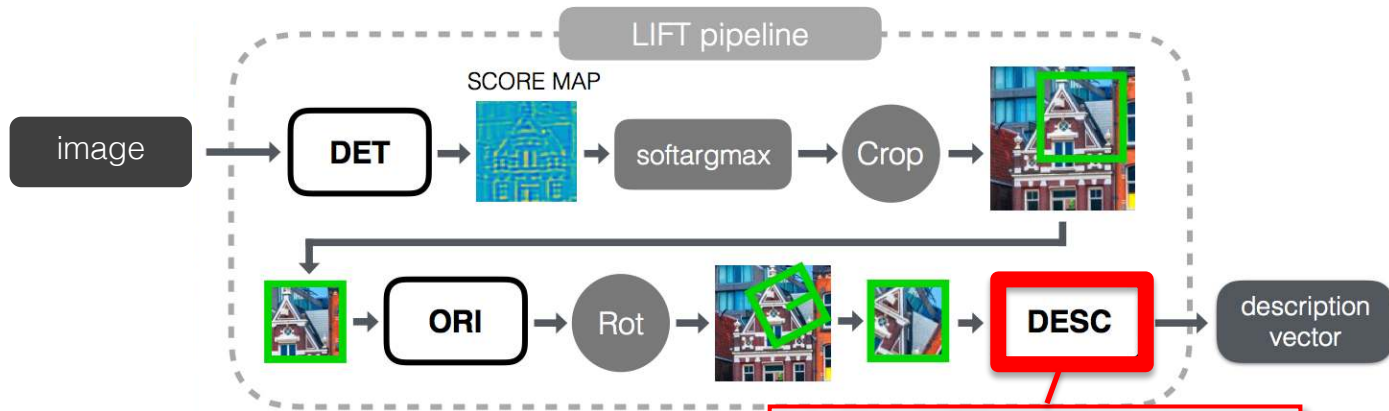 LIFT pipeline
SCORE MAP
image
DET
softargmax
Crop
ORI
Rot
DESC
description
vector